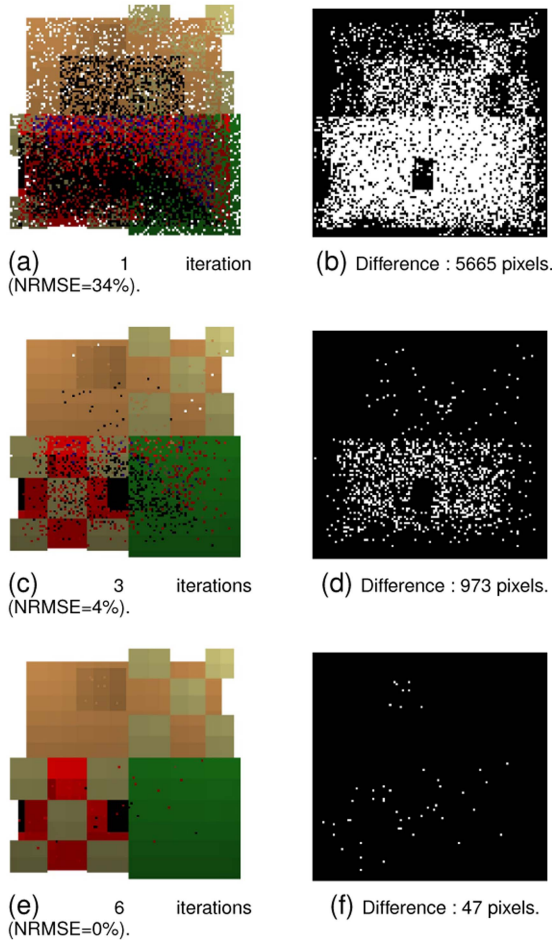 (a) 1 iteration
(NRMSE=34%).
(b) Difference : 5665 pixels.
(c) 3 iterations
(NRMSE=4%).
(d) Difference : 973 pixels.
(e) 6 iterations
(NRMSE=0%).
(f) Difference : 47 pixels.